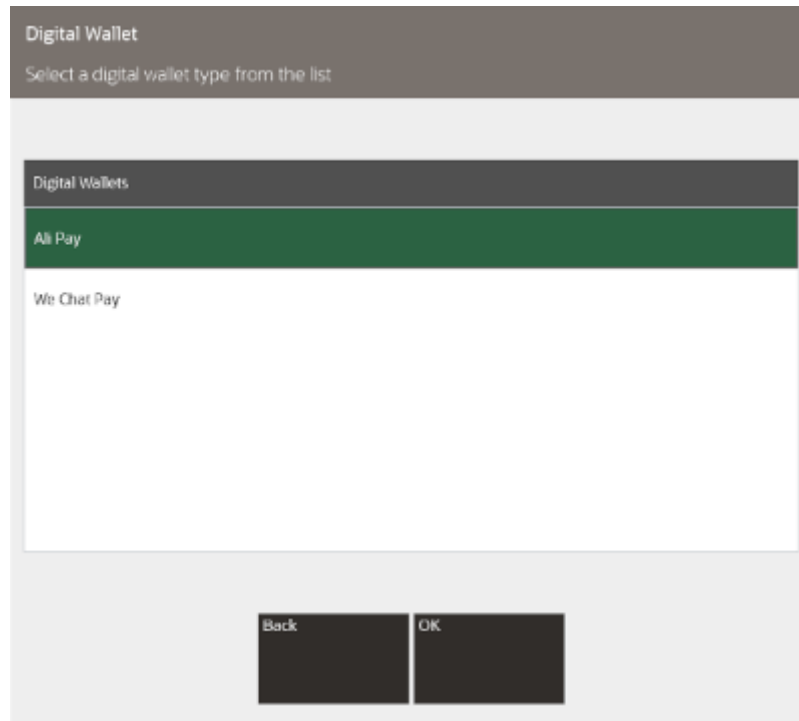 Digital Wallet
Select a digital wallet type from the list
Digital Wallets
Ali Pay
We Chat Pay
Back
OK